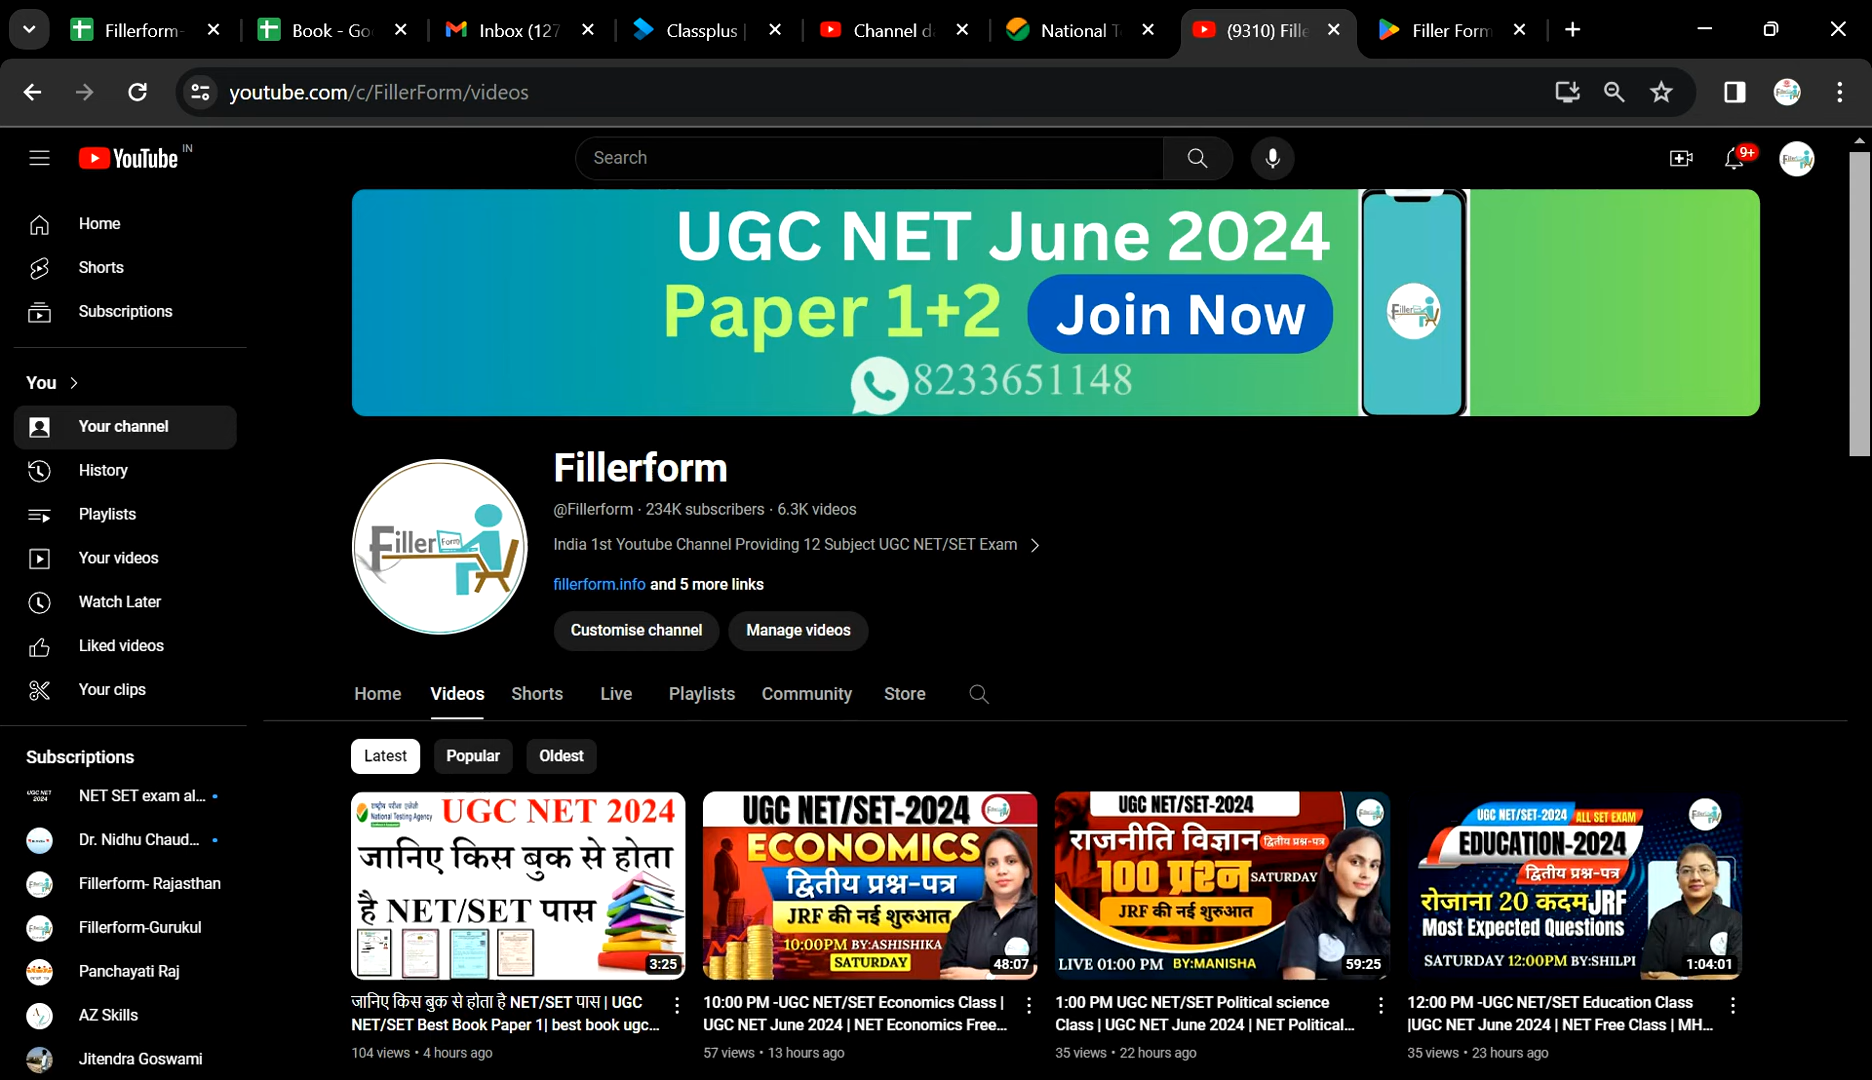 Fillerform-
Book - Goo
Inbox (127
Classplus |
Channel d
National T
(9310) Fille
Filler Form
youtube.com/c/FillerForm/videos
YouTube IN
Search
9+
Home
Shorts
Subscriptions
You
Your channel
History
Playlists
Your videos
Watch Later
Liked videos
Your clips
Subscriptions
NET SET exam al...
Dr. Nidhu Chaud...
Fillerform- Rajasthan
Fillerform-Gurukul
Panchayati Raj
AZ Skills
Jitendra Goswami
UGC NET June 2024
Paper 1+2 Join Now
8233651148
Filler Form
Fillerform
@Fillerform · 234K subscribers · 6.3K videos
India 1st Youtube Channel Providing 12 Subject UGC NET/SET Exam
fillerform.info and 5 more links
Customise channel Manage videos
Home Videos Shorts Live Playlists Community Store
Latest Popular Oldest
राष्ट्रीय परीक्षा एजेंसी
National Testing Agency
UGC NET 2024
जानिए किस बुक से होता
है NET/SET पास
3:25
जानिए किस बुक से होता है NET/SET पास | UGC
NET/SET Best Book Paper 1| best book ugc...
104 views • 4 hours ago
UGC NET/SET-2024
ECONOMICS
द्वितीय प्रश्न-पत्र
JRF की नई शुरुआत
10:00PM BY:ASHISHIKA
SATURDAY
48:07
10:00 PM -UGC NET/SET Economics Class |
UGC NET June 2024 | NET Economics Free...
57 views • 13 hours ago
UGC NET/SET-2024
राजनीति विज्ञान द्वितीय प्रश्न-पत्र
100 प्रश्न SATURDAY
JRF की नई शुरुआत
LIVE 01:00 PM BY:MANISHA
59:25
1:00 PM UGC NET/SET Political science
Class | UGC NET June 2024 | NET Political...
35 views • 22 hours ago
UGC NET/SET-2024 ALL SET EXAM
EDUCATION-2024
द्वितीय प्रश्न-पत्र
रोजाना 20 कदम JRF
Most Expected Questions
SATURDAY 12:00PM BY:SHILPI
1:04:01
12:00 PM -UGC NET/SET Education Class
|UGC NET June 2024 | NET Free Class | MH...
35 views • 23 hours ago